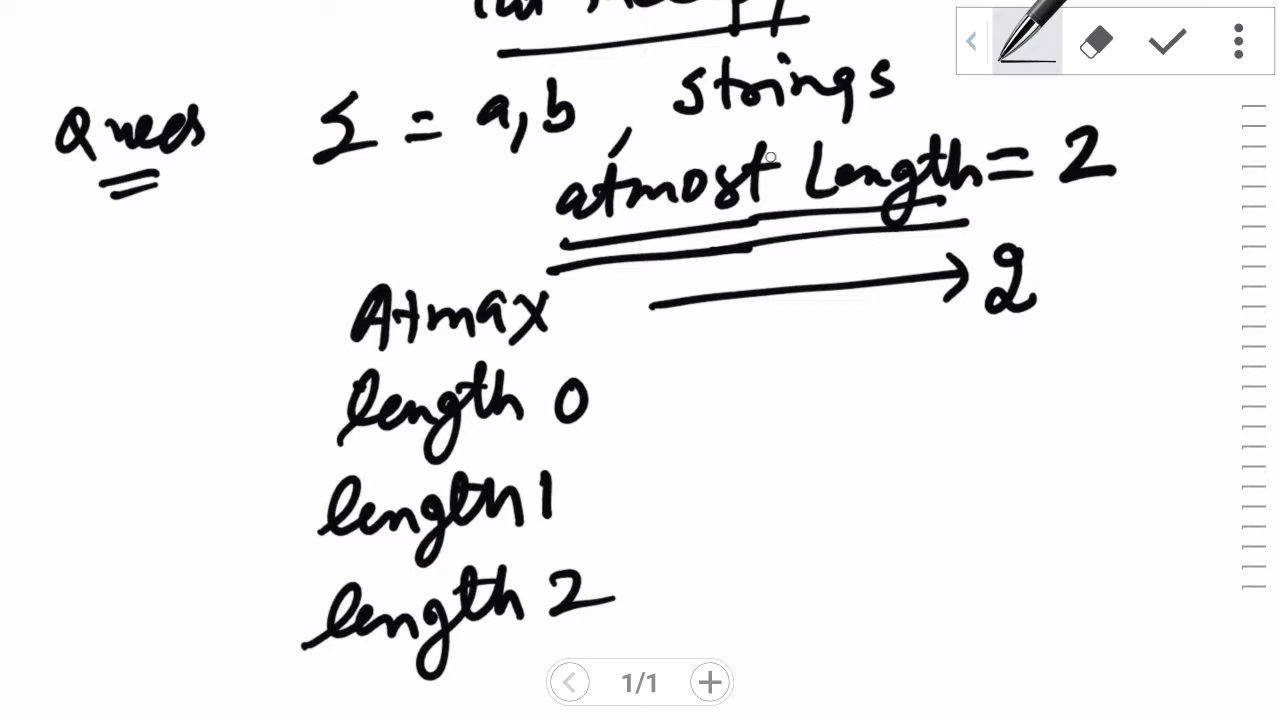 Ques Σ = a, b, strings
atmost Length = 2
→ 2
Atmax
length 0
length 1
length 2
1/1